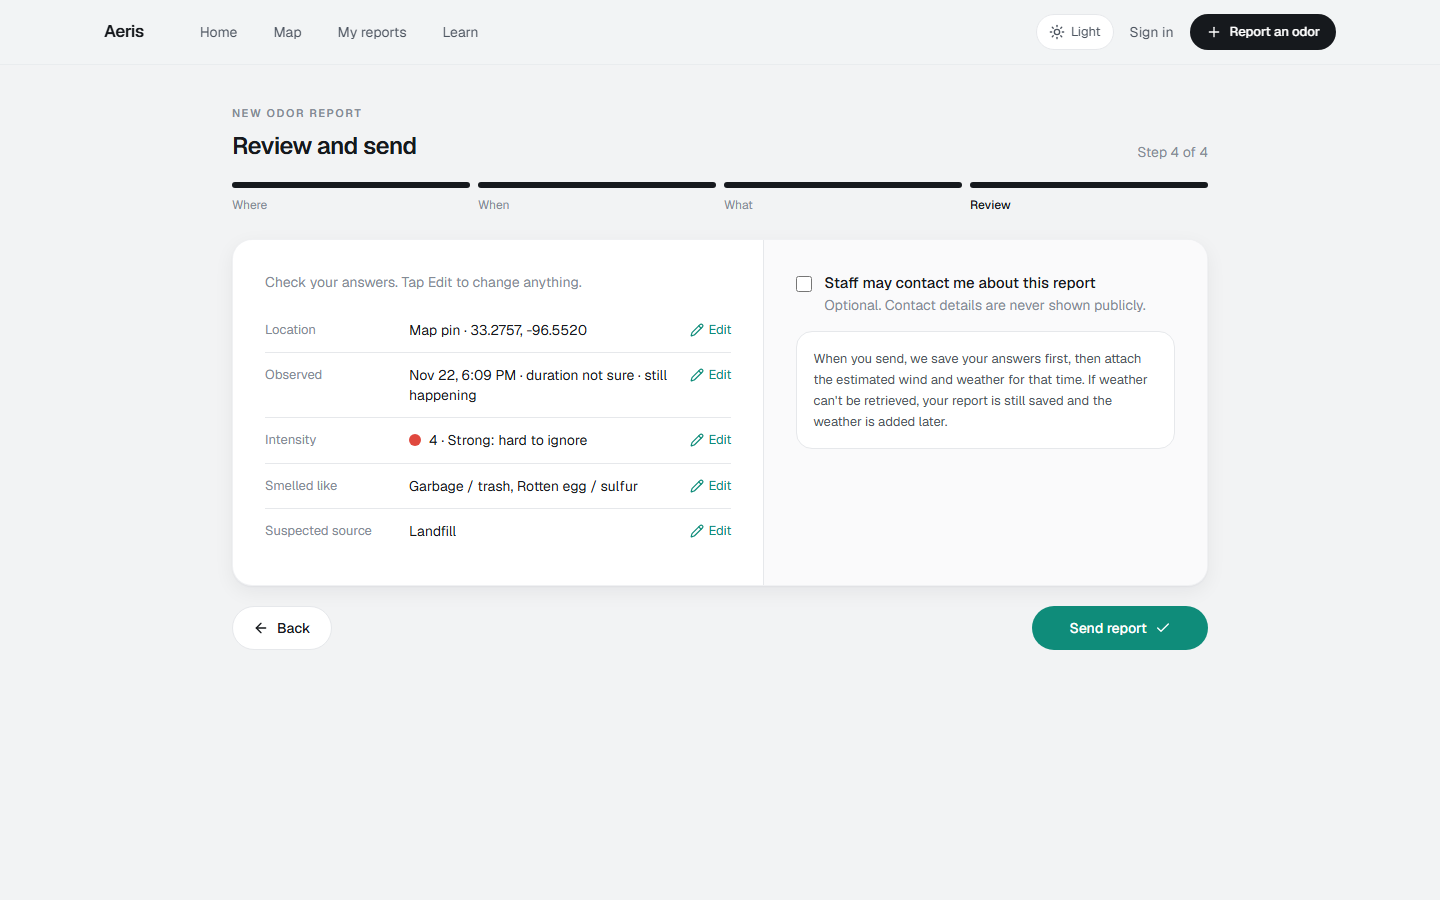 Aeris
Home
Map
My reports
Learn
Light
Sign in
Report an odor
NEW ODOR REPORT
Review and send
Step 4 of 4
Where
When
What
Review
Check your answers. Tap Edit to change anything.
Location
Map pin · 33.2757, -96.5520
Edit
Observed
Nov 22, 6:09 PM · duration not sure · still
happening
Edit
Intensity
4 · Strong: hard to ignore
Edit
Smelled like
Garbage / trash, Rotten egg / sulfur
Edit
Suspected source
Landfill
Edit
Staff may contact me about this report
Optional. Contact details are never shown publicly.
When you send, we save your answers first, then attach
the estimated wind and weather for that time. If weather
can't be retrieved, your report is still saved and the
weather is added later.
Back
Send report